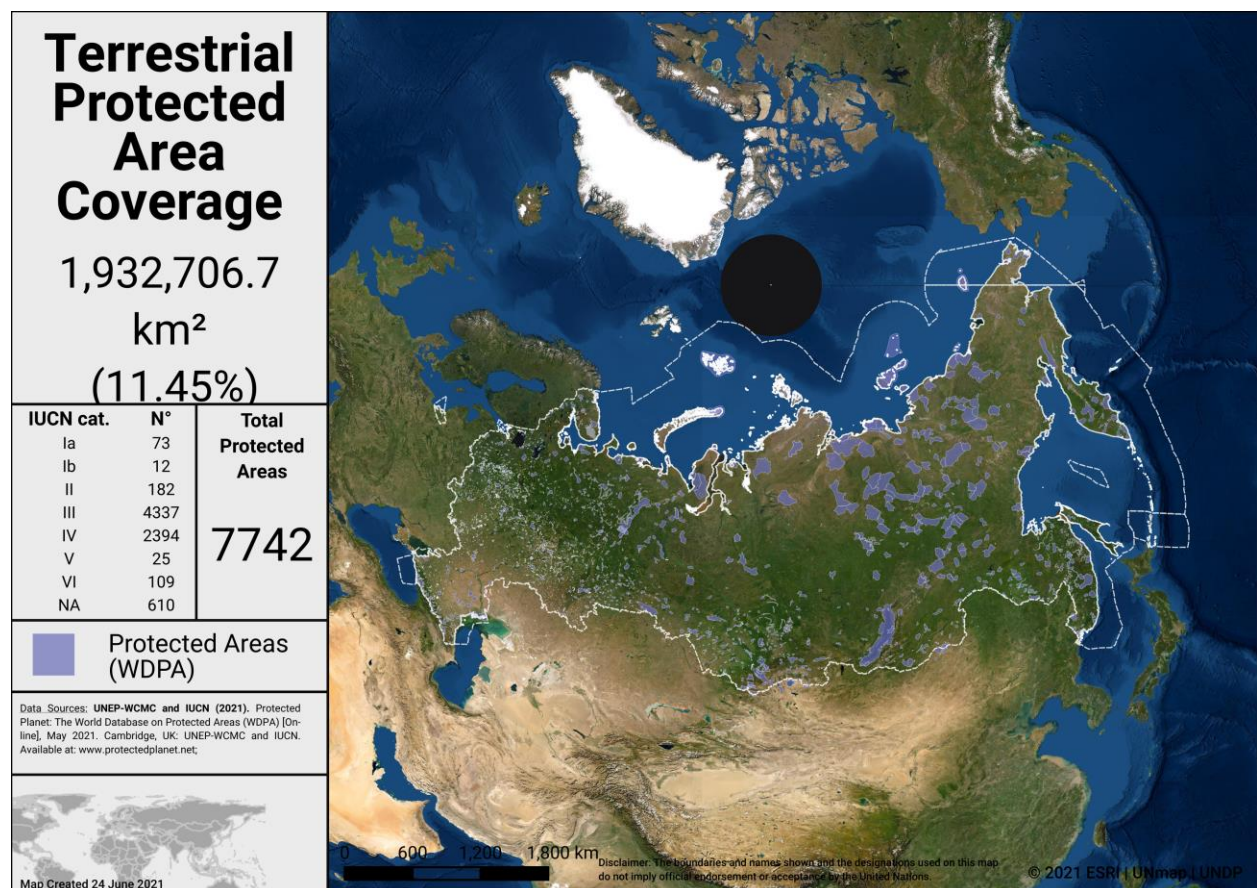 Terrestrial
Protected
Area
Coverage
1,932,706.7
km²
(11.45%)
IUCN cat. N°
Ia 73
Ib 12
II 182
III 4337
IV 2394
V 25
VI 109
NA 610
Total
Protected
Areas
7742
Protected Areas
(WDPA)
Data Sources: UNEP-WCMC and IUCN (2021). Protected
Planet: The World Database on Protected Areas (WDPA) [On-
line], May 2021. Cambridge, UK: UNEP-WCMC and IUCN.
Available at: www.protectedplanet.net;
Map Created 24 June 2021
0 600 1,200 1,800 km
Disclaimer. The boundaries and names shown and the designations used on this map
do not imply official endorsement or acceptance by the United Nations.
© 2021 ESRI | UNmap | UNDP